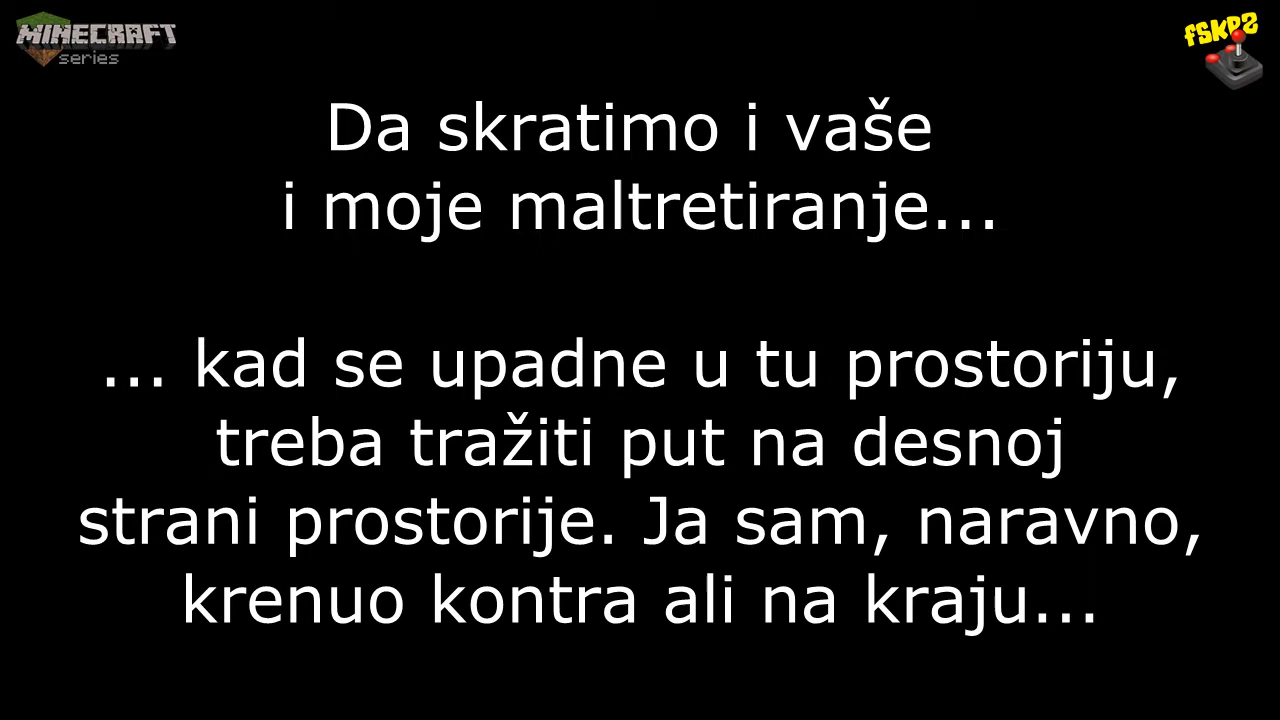 MINECRAFT
series
FSKPZ
Da skratimo i vaše
i moje maltretiranje...
... kad se upadne u tu prostoriju,
treba tražiti put na desnoj
strani prostorije. Ja sam, naravno,
krenuo kontra ali na kraju...